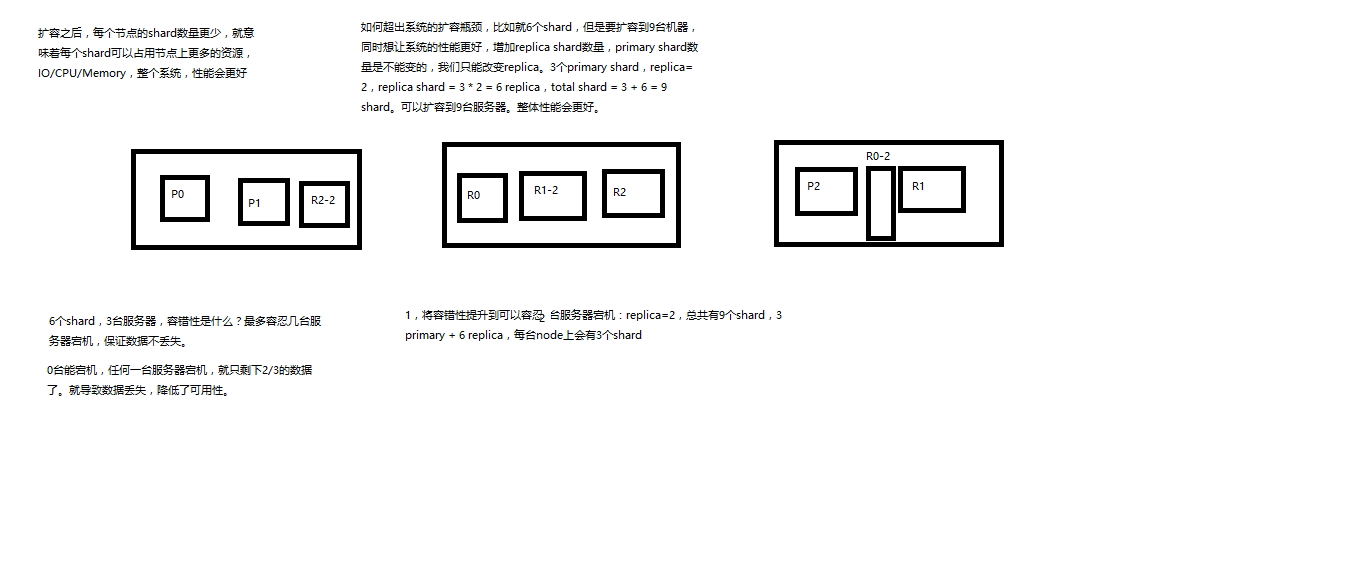 扩容之后，每个节点的shard数量更少，就意
味着每个shard可以占用节点上更多的资源，
IO/CPU/Memory，整个系统，性能会更好
如何超出系统的扩容瓶颈，比如就6个shard，但是要扩容到9台机器，
同时想让系统的性能更好，增加replica shard数量，primary shard数
量是不能变的，我们只能改变replica。3个primary shard，replica=
2，replica shard = 3 * 2 = 6 replica，total shard = 3 + 6 = 9
shard。可以扩容到9台服务器。整体性能会更好。
P0
P1
R2-2
R0
R1-2
R2
P2
R0-2
R1
6个shard，3台服务器，容错性是什么？最多容忍几台服
务器宕机，保证数据不丢失。
0台能宕机，任何一台服务器宕机，就只剩下2/3的数据
了。就导致数据丢失，降低了可用性。
1，将容错性提升到可以容忍2台服务器宕机：replica=2，总共有9个shard，3
primary + 6 replica，每台node上会有3个shard